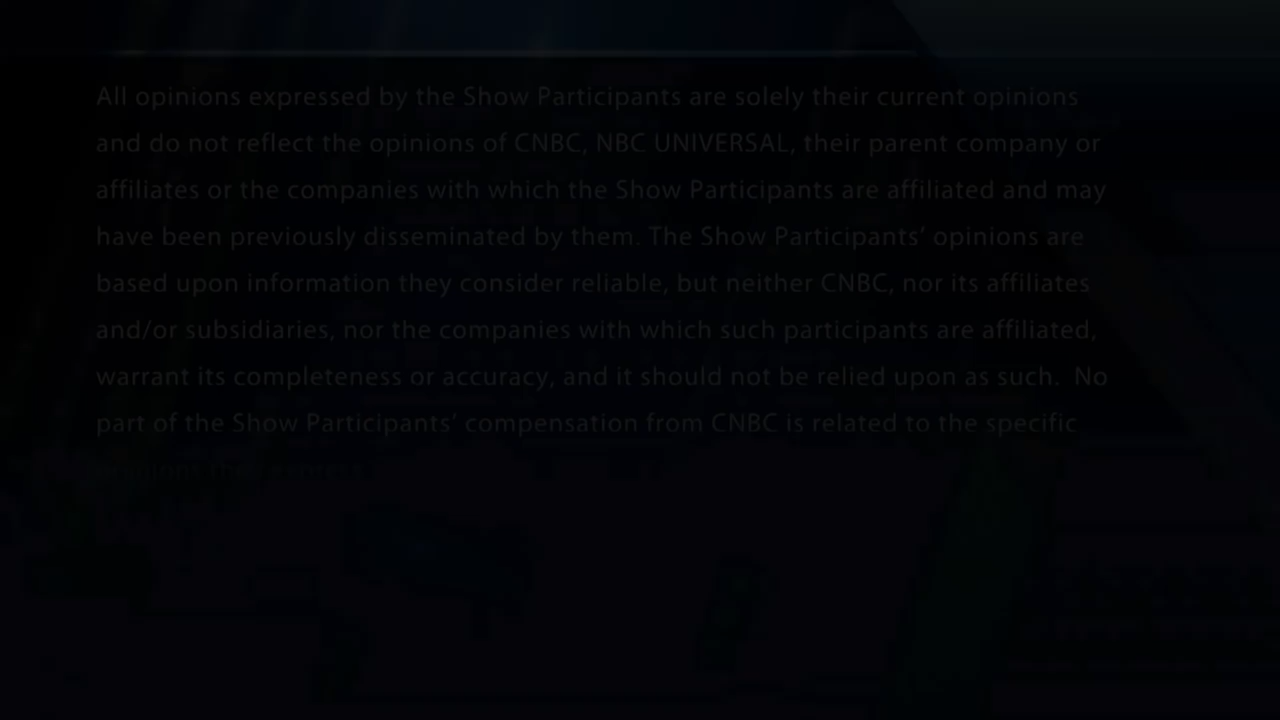 All opinions expressed by the Show Participants are solely their current opinions
and do not reflect the opinions of CNBC, NBC UNIVERSAL, their parent company or
affiliates or the companies with which the Show Participants are affiliated and may
have been previously disseminated by them. The Show Participants’ opinions are
based upon information they consider reliable, but neither CNBC, nor its affiliates
and/or subsidiaries, nor the companies with which such participants are affiliated,
warrant its completeness or accuracy, and it should not be relied upon as such.  No
part of the Show Participants’ compensation from CNBC is related to the specific
opinions they express.